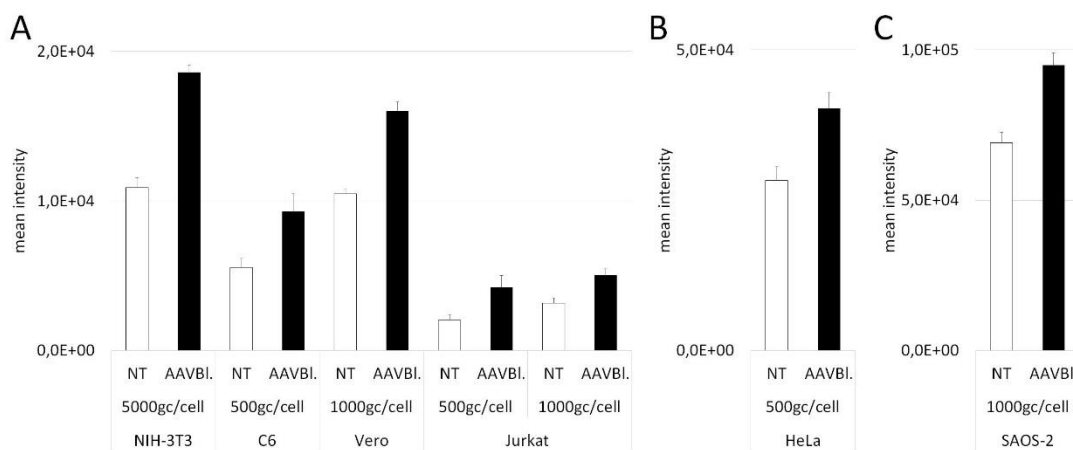 A
B
C
2,0E+04
1,0E+04
0,0E+00
mean intensity
NT AAVBl. NT AAVBl. NT AAVBl. NT AAVBl. NT AAVBl.
5000gc/cell 500gc/cell 1000gc/cell 500gc/cell 1000gc/cell
NIH-3T3 C6 Vero Jurkat
5,0E+04
0,0E+00
mean intensity
NT AAVBl.
500gc/cell
HeLa
1,0E+05
5,0E+04
0,0E+00
mean intensity
NT AAVBl.
1000gc/cell
SAOS-2